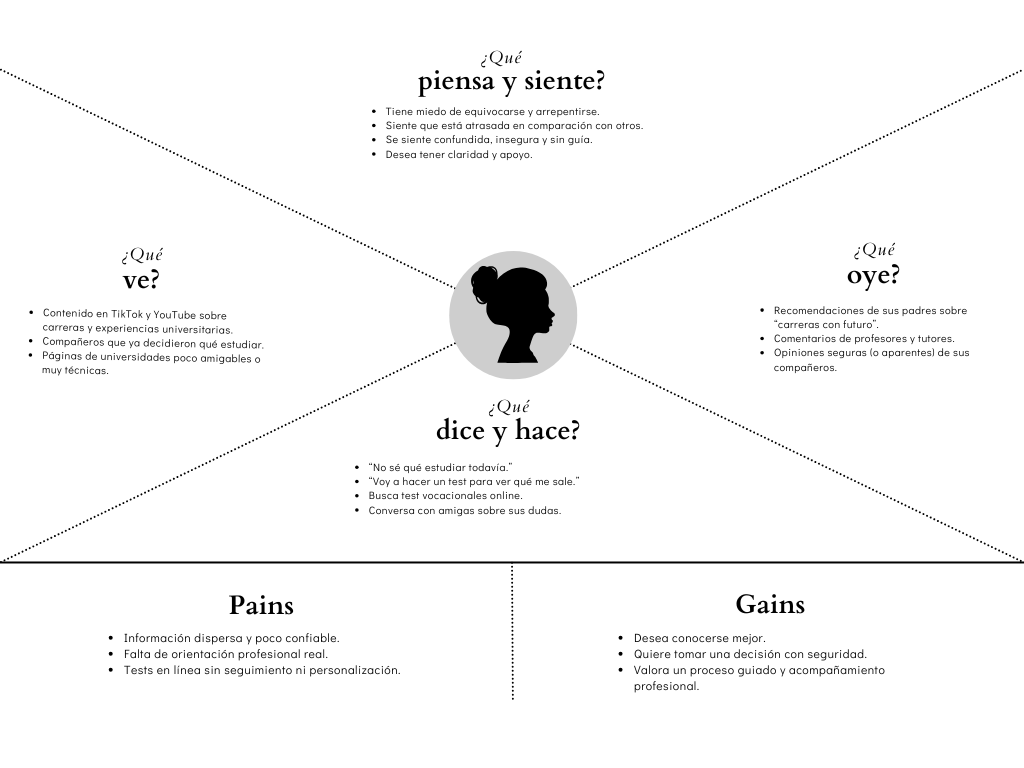 ¿Qué
piensa y siente?
• Tiene miedo de equivocarse y arrepentirse.
• Siente que está atrasada en comparación con otros.
• Se siente confundida, insegura y sin guía.
• Desea tener claridad y apoyo.
¿Qué
ve?
• Contenido en TikTok y YouTube sobre
carreras y experiencias universitarias.
• Compañeros que ya decidieron qué estudiar.
• Páginas de universidades poco amigables o
muy técnicas.
¿Qué
oye?
• Recomendaciones de sus padres sobre
“carreras con futuro”.
• Comentarios de profesores y tutores.
• Opiniones seguras (o aparentes) de sus
compañeros.
¿Qué
dice y hace?
• “No sé qué estudiar todavía.”
• “Voy a hacer un test para ver qué me sale.”
• Busca test vocacionales online.
• Conversa con amigas sobre sus dudas.
Pains
• Información dispersa y poco confiable.
• Falta de orientación profesional real.
• Tests en línea sin seguimiento ni personalización.
Gains
• Desea conocerse mejor.
• Quiere tomar una decisión con seguridad.
• Valora un proceso guiado y acompañamiento
profesional.